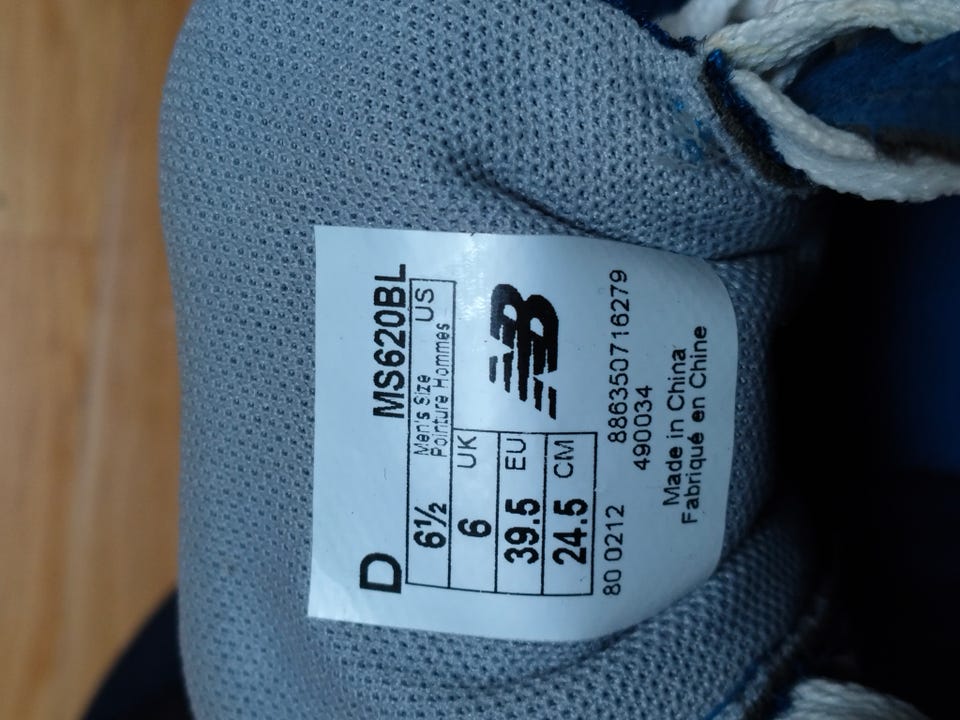 D MS620BL
6½ Men's Size US
Pointure Hommes
6 UK
39.5 EU
24.5 CM
NB
80 0212 886350716279
490034
Made in China
Fabriqué en Chine